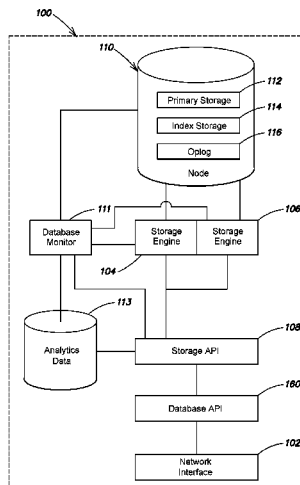 100
110
112
Primary Storage
114
Index Storage
116
Oplog
Node
111
106
Database
Monitor
Storage
Engine
Storage
Engine
104
113
Analytics
Data
108
Storage API
160
Database API
102
Network
Interface